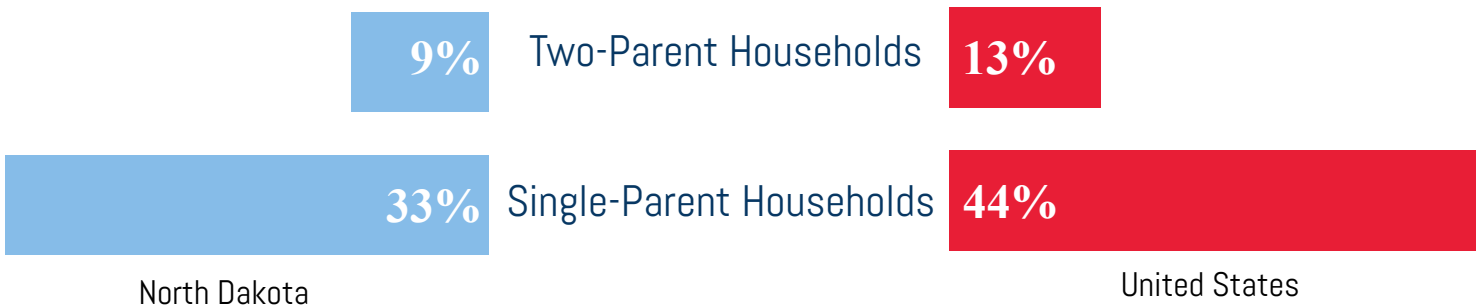 9% Two-Parent Households 13%
33% Single-Parent Households 44%
North Dakota United States